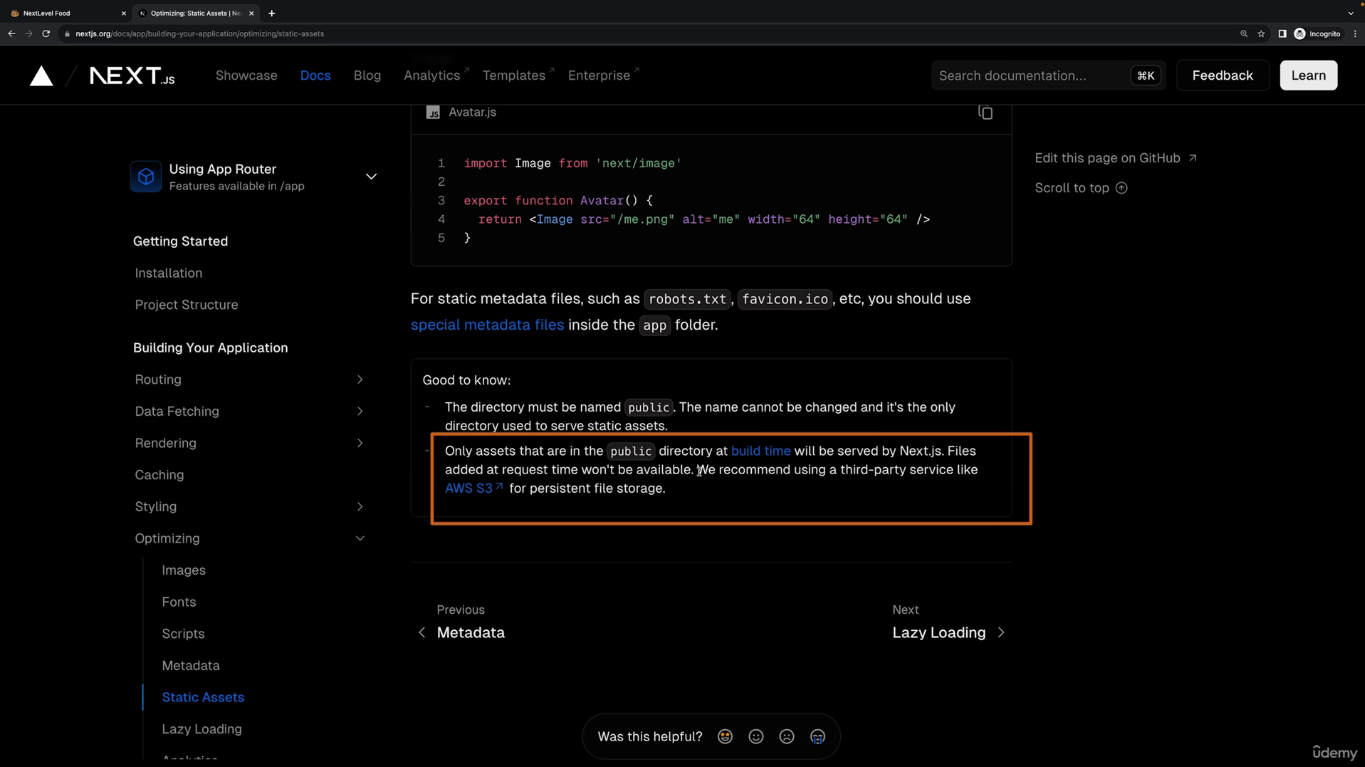 NextLevel Food
Optimizing: Static Assets | Ne
nextjs.org/docs/app/building-your-application/optimizing/static-assets
Incognito
NEXT.JS
Showcase
Docs
Blog
Analytics
Templates
Enterprise
Search documentation...
⌘K
Feedback
Learn
Using App Router
Features available in /app
Getting Started
Installation
Project Structure
Building Your Application
Routing
Data Fetching
Rendering
Caching
Styling
Optimizing
Images
Fonts
Scripts
Metadata
Static Assets
Lazy Loading
JS Avatar.js
1 import Image from 'next/image'
2
3 export function Avatar() {
4 return <Image src="/me.png" alt="me" width="64" height="64" />
5 }
For static metadata files, such as robots.txt, favicon.ico, etc, you should use
special metadata files inside the app folder.
Good to know:
- The directory must be named public. The name cannot be changed and it's the only
directory used to serve static assets.
- Only assets that are in the public directory at build time will be served by Next.js. Files
added at request time won't be available. We recommend using a third-party service like
AWS S3 for persistent file storage.
Previous
Metadata
Next
Lazy Loading
Was this helpful?
Edit this page on GitHub
Scroll to top
ûdemy